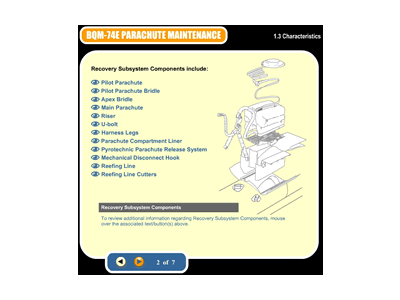 BQM-74E PARACHUTE MAINTENANCE
1.3 Characteristics
Recovery Subsystem Components include:
Pilot Parachute
Pilot Parachute Bridle
Apex Bridle
Main Parachute
Riser
U-bolt
Harness Legs
Parachute Compartment Liner
Pyrotechnic Parachute Release System
Mechanical Disconnect Hook
Reefing Line
Reefing Line Cutters
Recovery Subsystem Components
To review additional information regarding Recovery Subsystem Components, mouse
over the associated text/button(s) above.
2 of 7